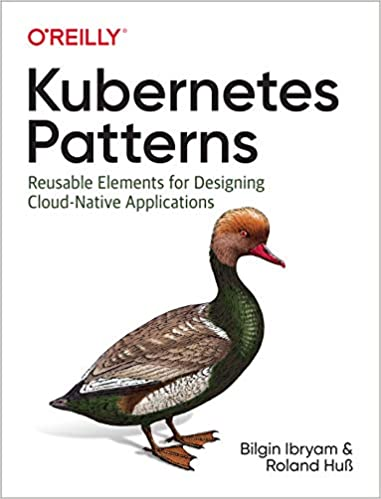 O'REILLY®
Kubernetes
Patterns
Reusable Elements for Designing
Cloud-Native Applications
Bilgin Ibryam &
Roland Huß